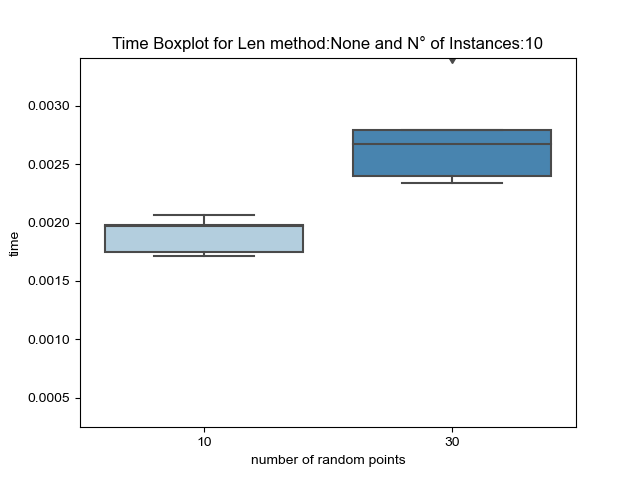 Time Boxplot for Len method:None and N° of Instances:10
0.0030
0.0025
0.0020
0.0015
0.0010
0.0005
time
10 30
number of random points